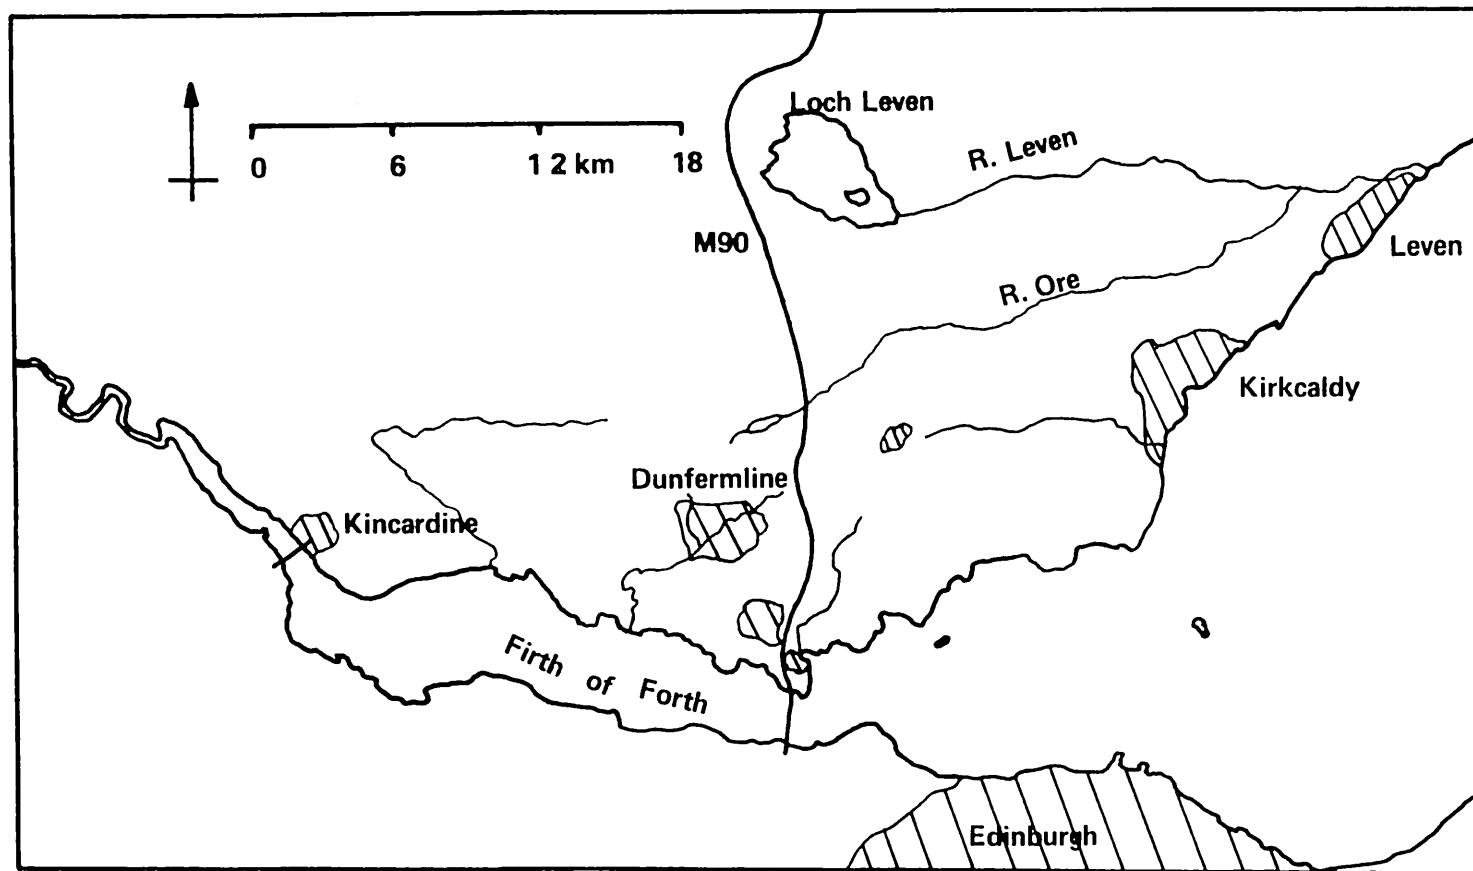 Loch Leven
R. Leven
0 6 12 km 18
M90
Leven
R. Ore
Kirkcaldy
Dunfermline
Kincardine
Firth of Forth
Edinburgh